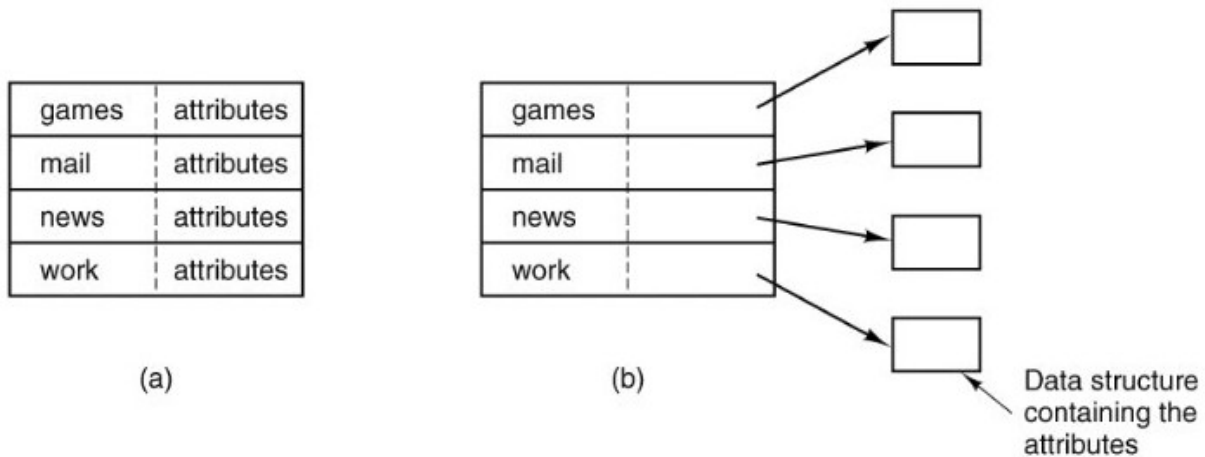 games attributes
mail attributes
news attributes
work attributes
(a)
games
mail
news
work
(b)
Data structure
containing the
attributes